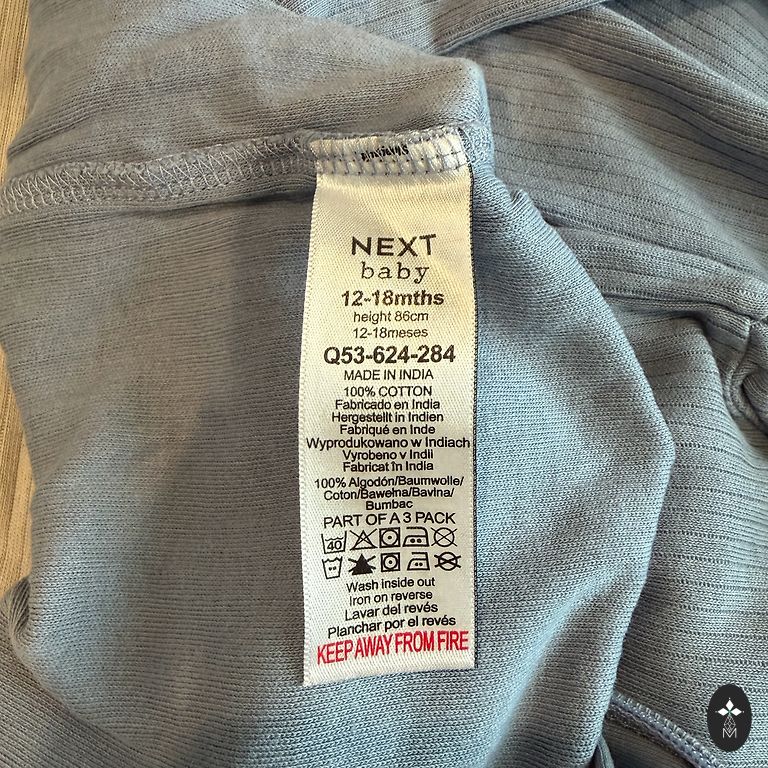 NEXT
baby
12-18mths
height 86cm
12-18meses
Q53-624-284
MADE IN INDIA
100% COTTON
Fabricado en India
Hergestellt in Indien
Fabriqué en Inde
Wyprodukowano w Indiach
Vyrobeno v Indii
Fabricat în India
100% Algodón/Baumwolle/
Coton/Bawełna/Bavlna/
Bumbac
PART OF A 3 PACK
40
Wash inside out
Iron on reverse
Lavar del revés
Planchar por el revés
KEEP AWAY FROM FIRE